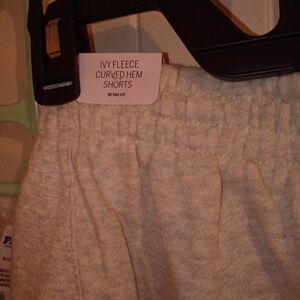 IVY FLEECE
CURVED HEM
SHORTS
RETRO FIT